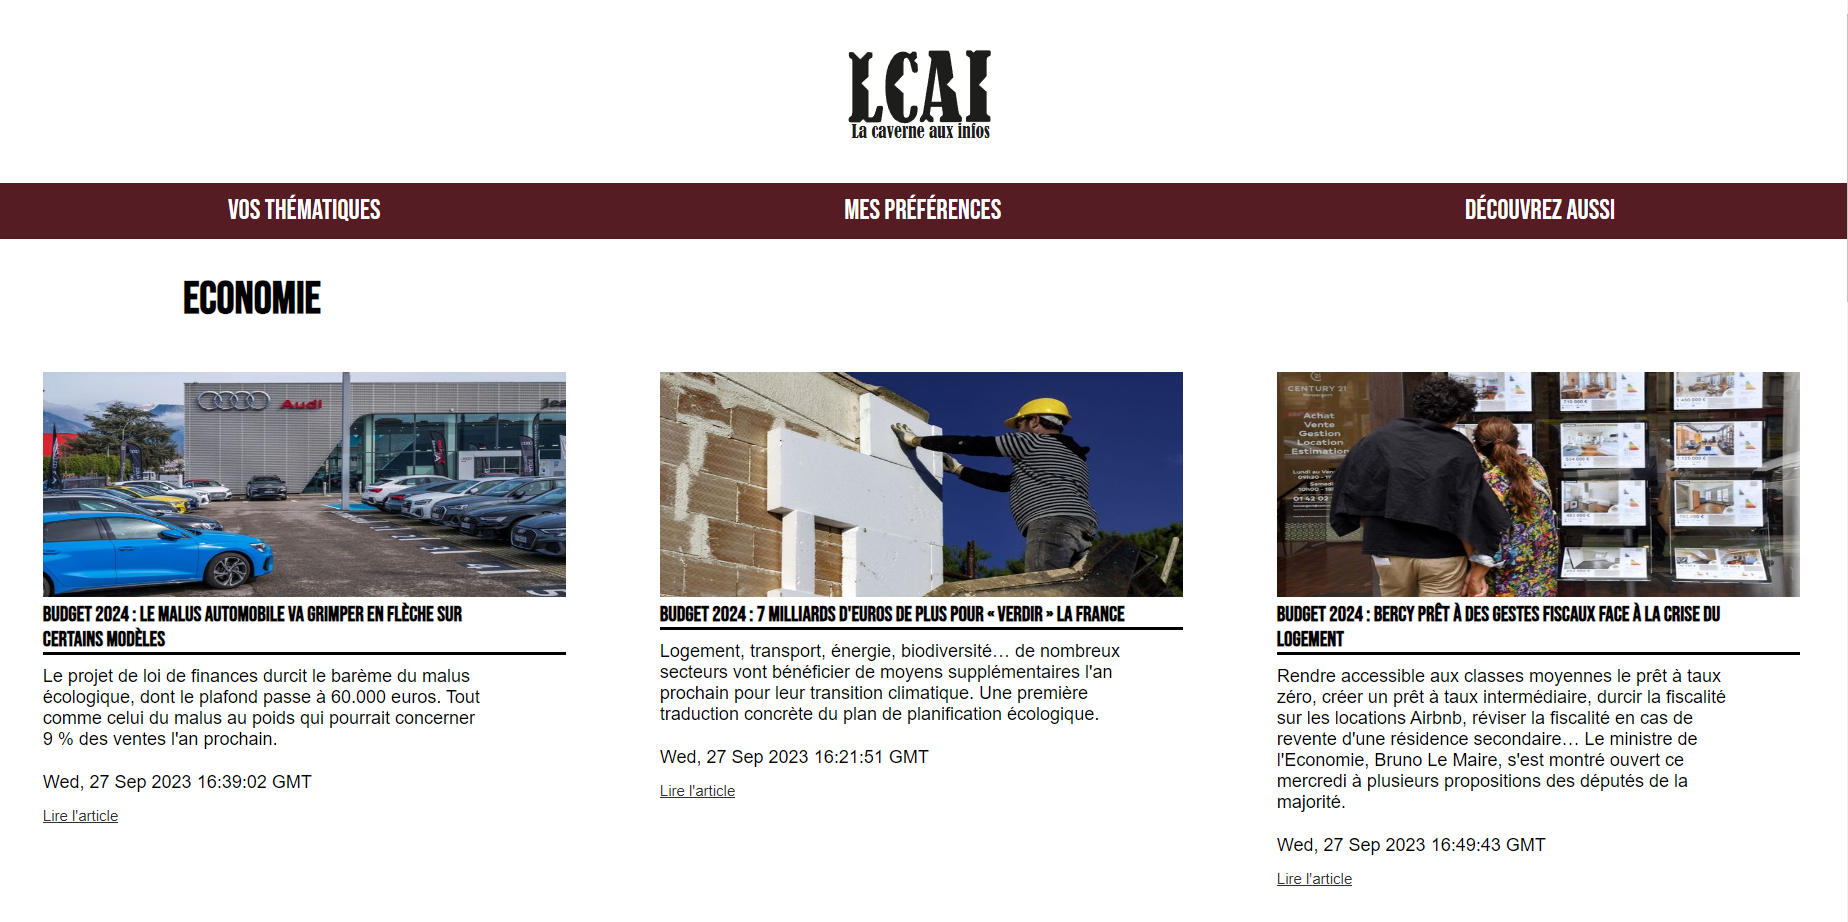 LCAI
La caverne aux infos
VOS THÉMATIQUES
MES PRÉFÉRENCES
DÉCOUVREZ AUSSI
ECONOMIE
Audi
BUDGET 2024 : LE MALUS AUTOMOBILE VA GRIMPER EN FLÈCHE SUR
CERTAINS MODÈLES
Le projet de loi de finances durcit le barème du malus
écologique, dont le plafond passe à 60.000 euros. Tout
comme celui du malus au poids qui pourrait concerner
9 % des ventes l'an prochain.
Wed, 27 Sep 2023 16:39:02 GMT
Lire l'article
BUDGET 2024 : 7 MILLIARDS D'EUROS DE PLUS POUR « VERDIR » LA FRANCE
Logement, transport, énergie, biodiversité… de nombreux
secteurs vont bénéficier de moyens supplémentaires l'an
prochain pour leur transition climatique. Une première
traduction concrète du plan de planification écologique.
Wed, 27 Sep 2023 16:21:51 GMT
Lire l'article
CENTURY 21
Achat
Vente
Gestion
Location
Estimation
BUDGET 2024 : BERCY PRÊT À DES GESTES FISCAUX FACE À LA CRISE DU
LOGEMENT
Rendre accessible aux classes moyennes le prêt à taux
zéro, créer un prêt à taux intermédiaire, durcir la fiscalité
sur les locations Airbnb, réviser la fiscalité en cas de
revente d'une résidence secondaire… Le ministre de
l'Economie, Bruno Le Maire, s'est montré ouvert ce
mercredi à plusieurs propositions des députés de la
majorité.
Wed, 27 Sep 2023 16:49:43 GMT
Lire l'article